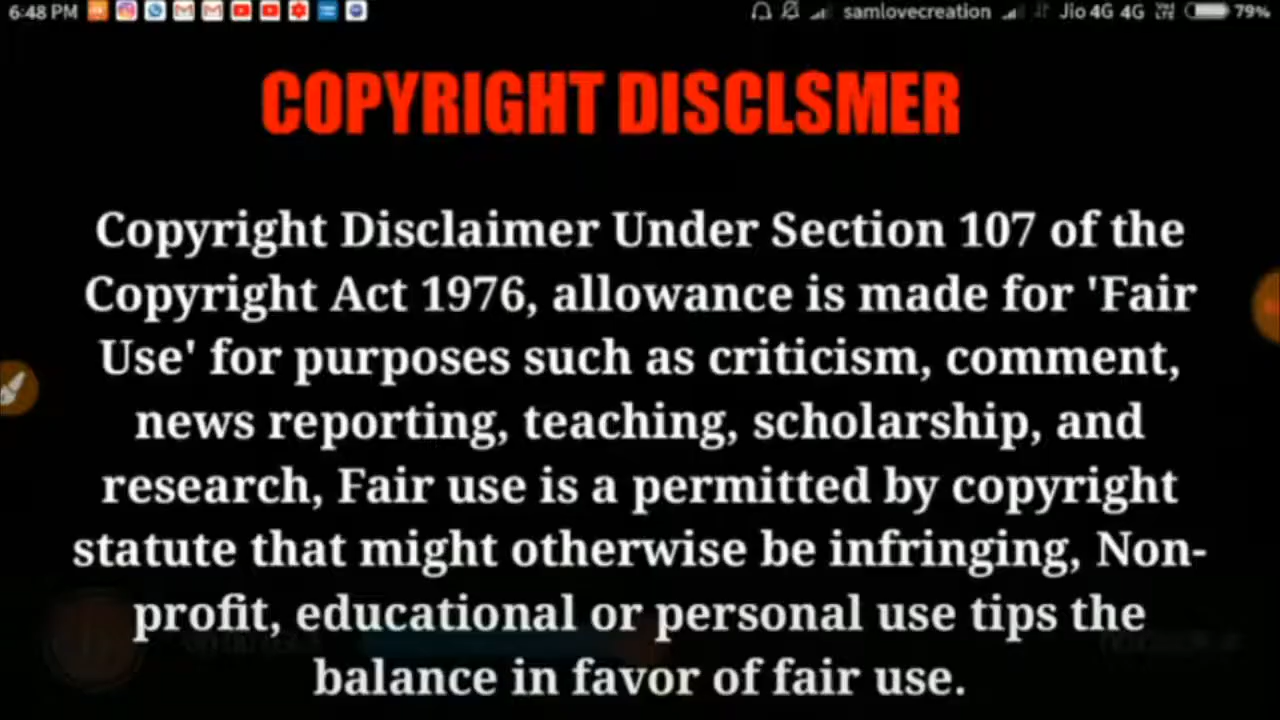 6:48 PM samlovecreation Jio 4G 4G VoLTE 79%
COPYRIGHT DISCLSMER
Copyright Disclaimer Under Section 107 of the
Copyright Act 1976, allowance is made for 'Fair
Use' for purposes such as criticism, comment,
news reporting, teaching, scholarship, and
research, Fair use is a permitted by copyright
statute that might otherwise be infringing, Non-
profit, educational or personal use tips the
balance in favor of fair use.